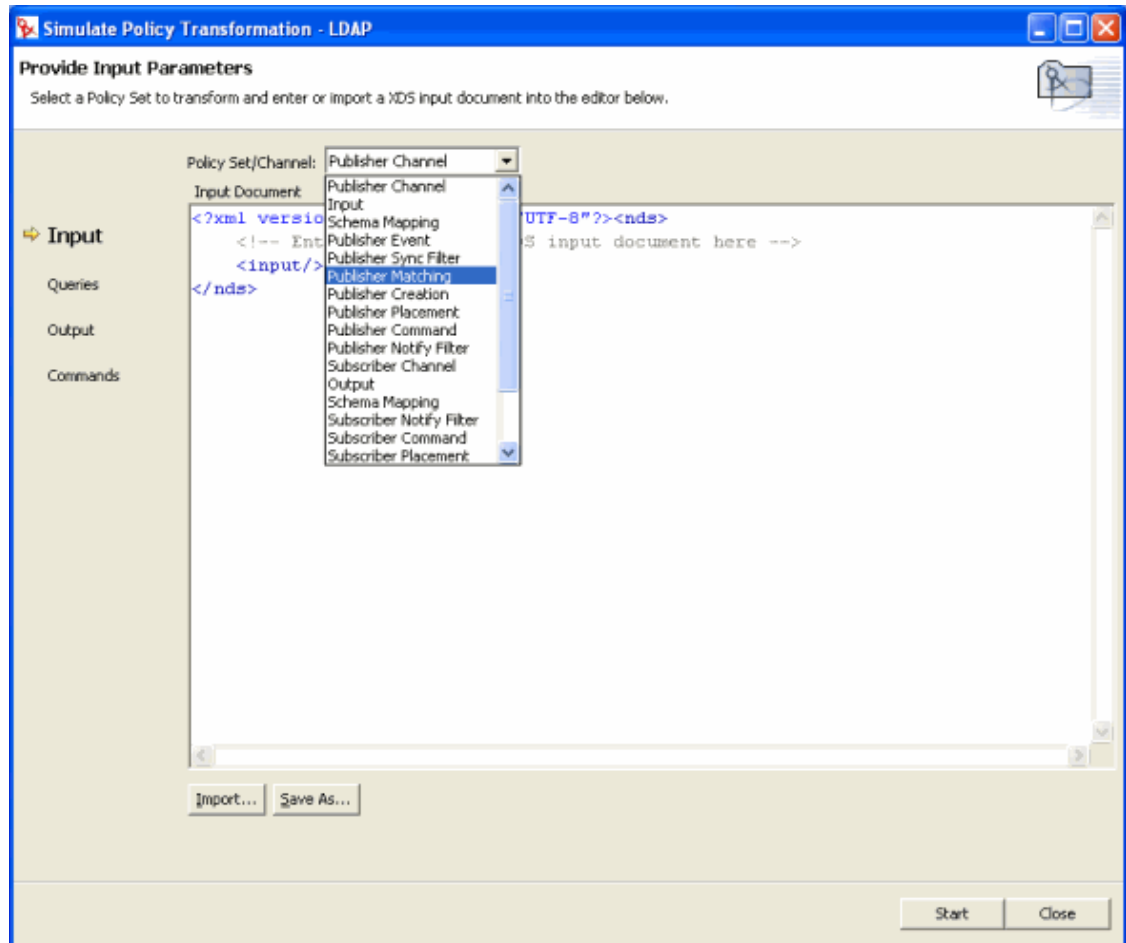 Simulate Policy Transformation - LDAP
Provide Input Parameters
Select a Policy Set to transform and enter or import a XDS input document into the editor below.
Policy Set/Channel: Publisher Channel
Input Document
Publisher Channel
Input
Schema Mapping
Publisher Event
Publisher Sync Filter
Publisher Matching
Publisher Creation
Publisher Placement
Publisher Command
Publisher Notify Filter
Subscriber Channel
Output
Schema Mapping
Subscriber Notify Filter
Subscriber Command
Subscriber Placement
<?xml versio UTF-8"?><nds>
<!-- Ent S input document here -->
<input/>
</nds>
Input
Queries
Output
Commands
Import... Save As...
Start Close